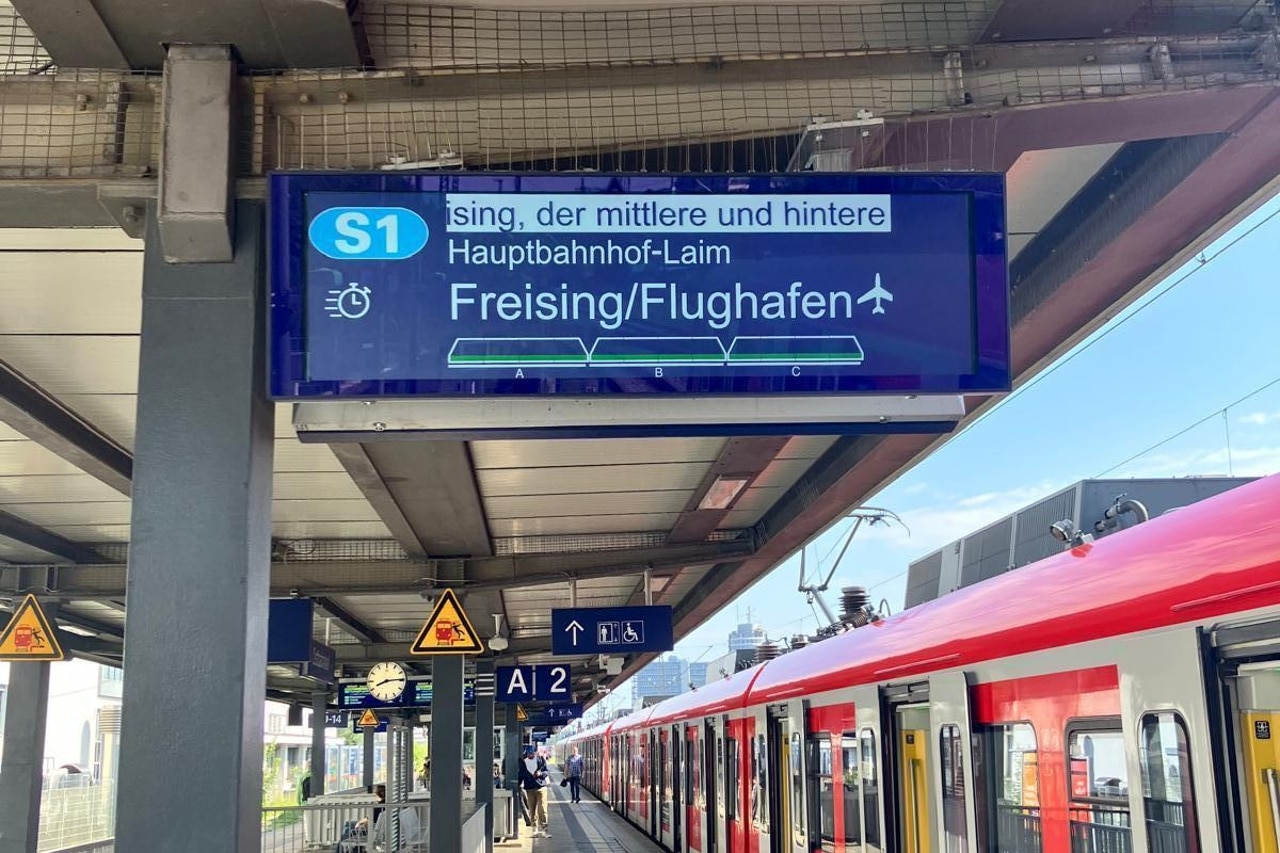 S1
ising, der mittlere und hintere
Hauptbahnhof-Laim
Freising/Flughafen
A B C
A 2